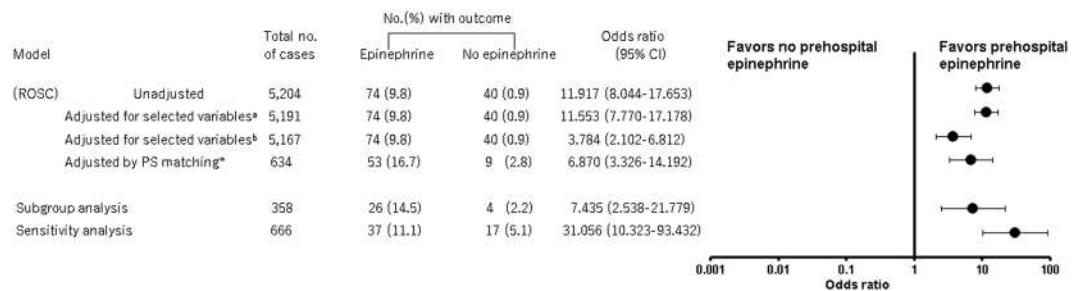 No.(%) with outcome
Model Total no. of cases Epinephrine No epinephrine Odds ratio (95% CI)
Favors no prehospital epinephrine Favors prehospital epinephrine
(ROSC) Unadjusted 5,204 74 (9.8) 40 (0.9) 11.917 (8.044-17.653)
Adjusted for selected variablesᵃ 5,191 74 (9.8) 40 (0.9) 11.553 (7.770-17.178)
Adjusted for selected variablesᵇ 5,167 74 (9.8) 40 (0.9) 3.784 (2.102-6.812)
Adjusted by PS matching* 634 53 (16.7) 9 (2.8) 6.870 (3.326-14.192)
Subgroup analysis 358 26 (14.5) 4 (2.2) 7.435 (2.538-21.779)
Sensitivity analysis 666 37 (11.1) 17 (5.1) 31.056 (10.323-93.432)
0.001 0.01 0.1 1 10 100
Odds ratio